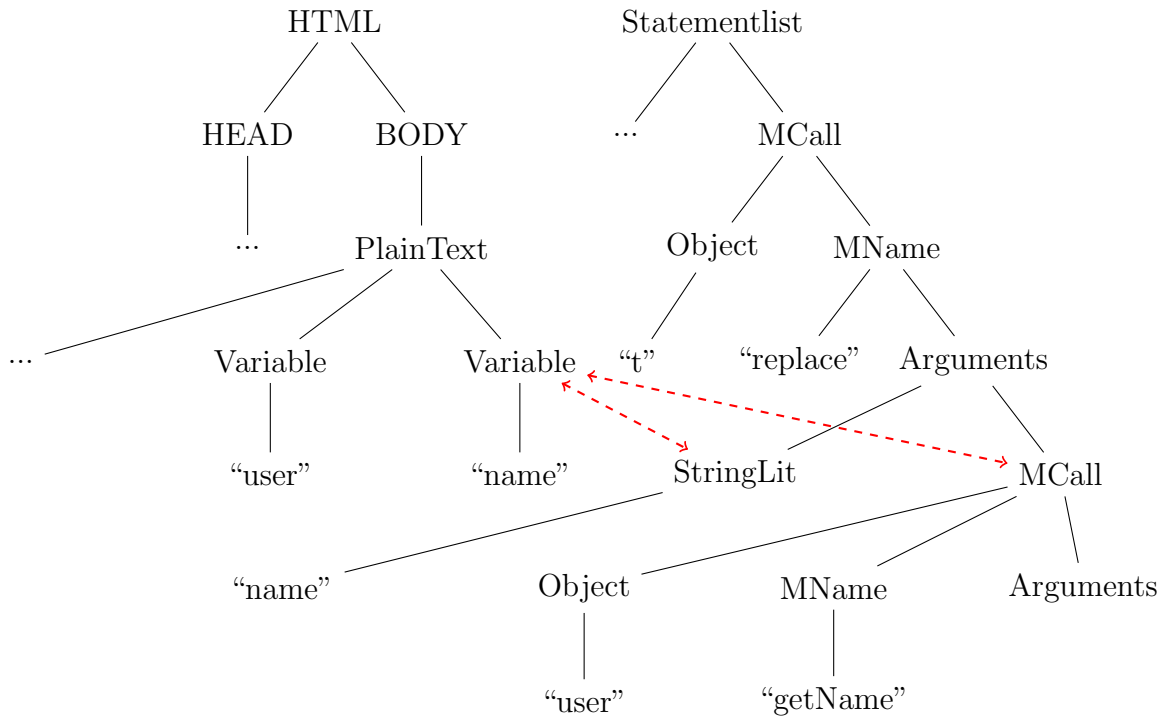 HTML Statementlist
HEAD BODY ... MCall
... PlainText Object MName
... Variable Variable “t” “replace” Arguments
“user” “name” StringLit MCall
“name” Object MName Arguments
“user” “getName”